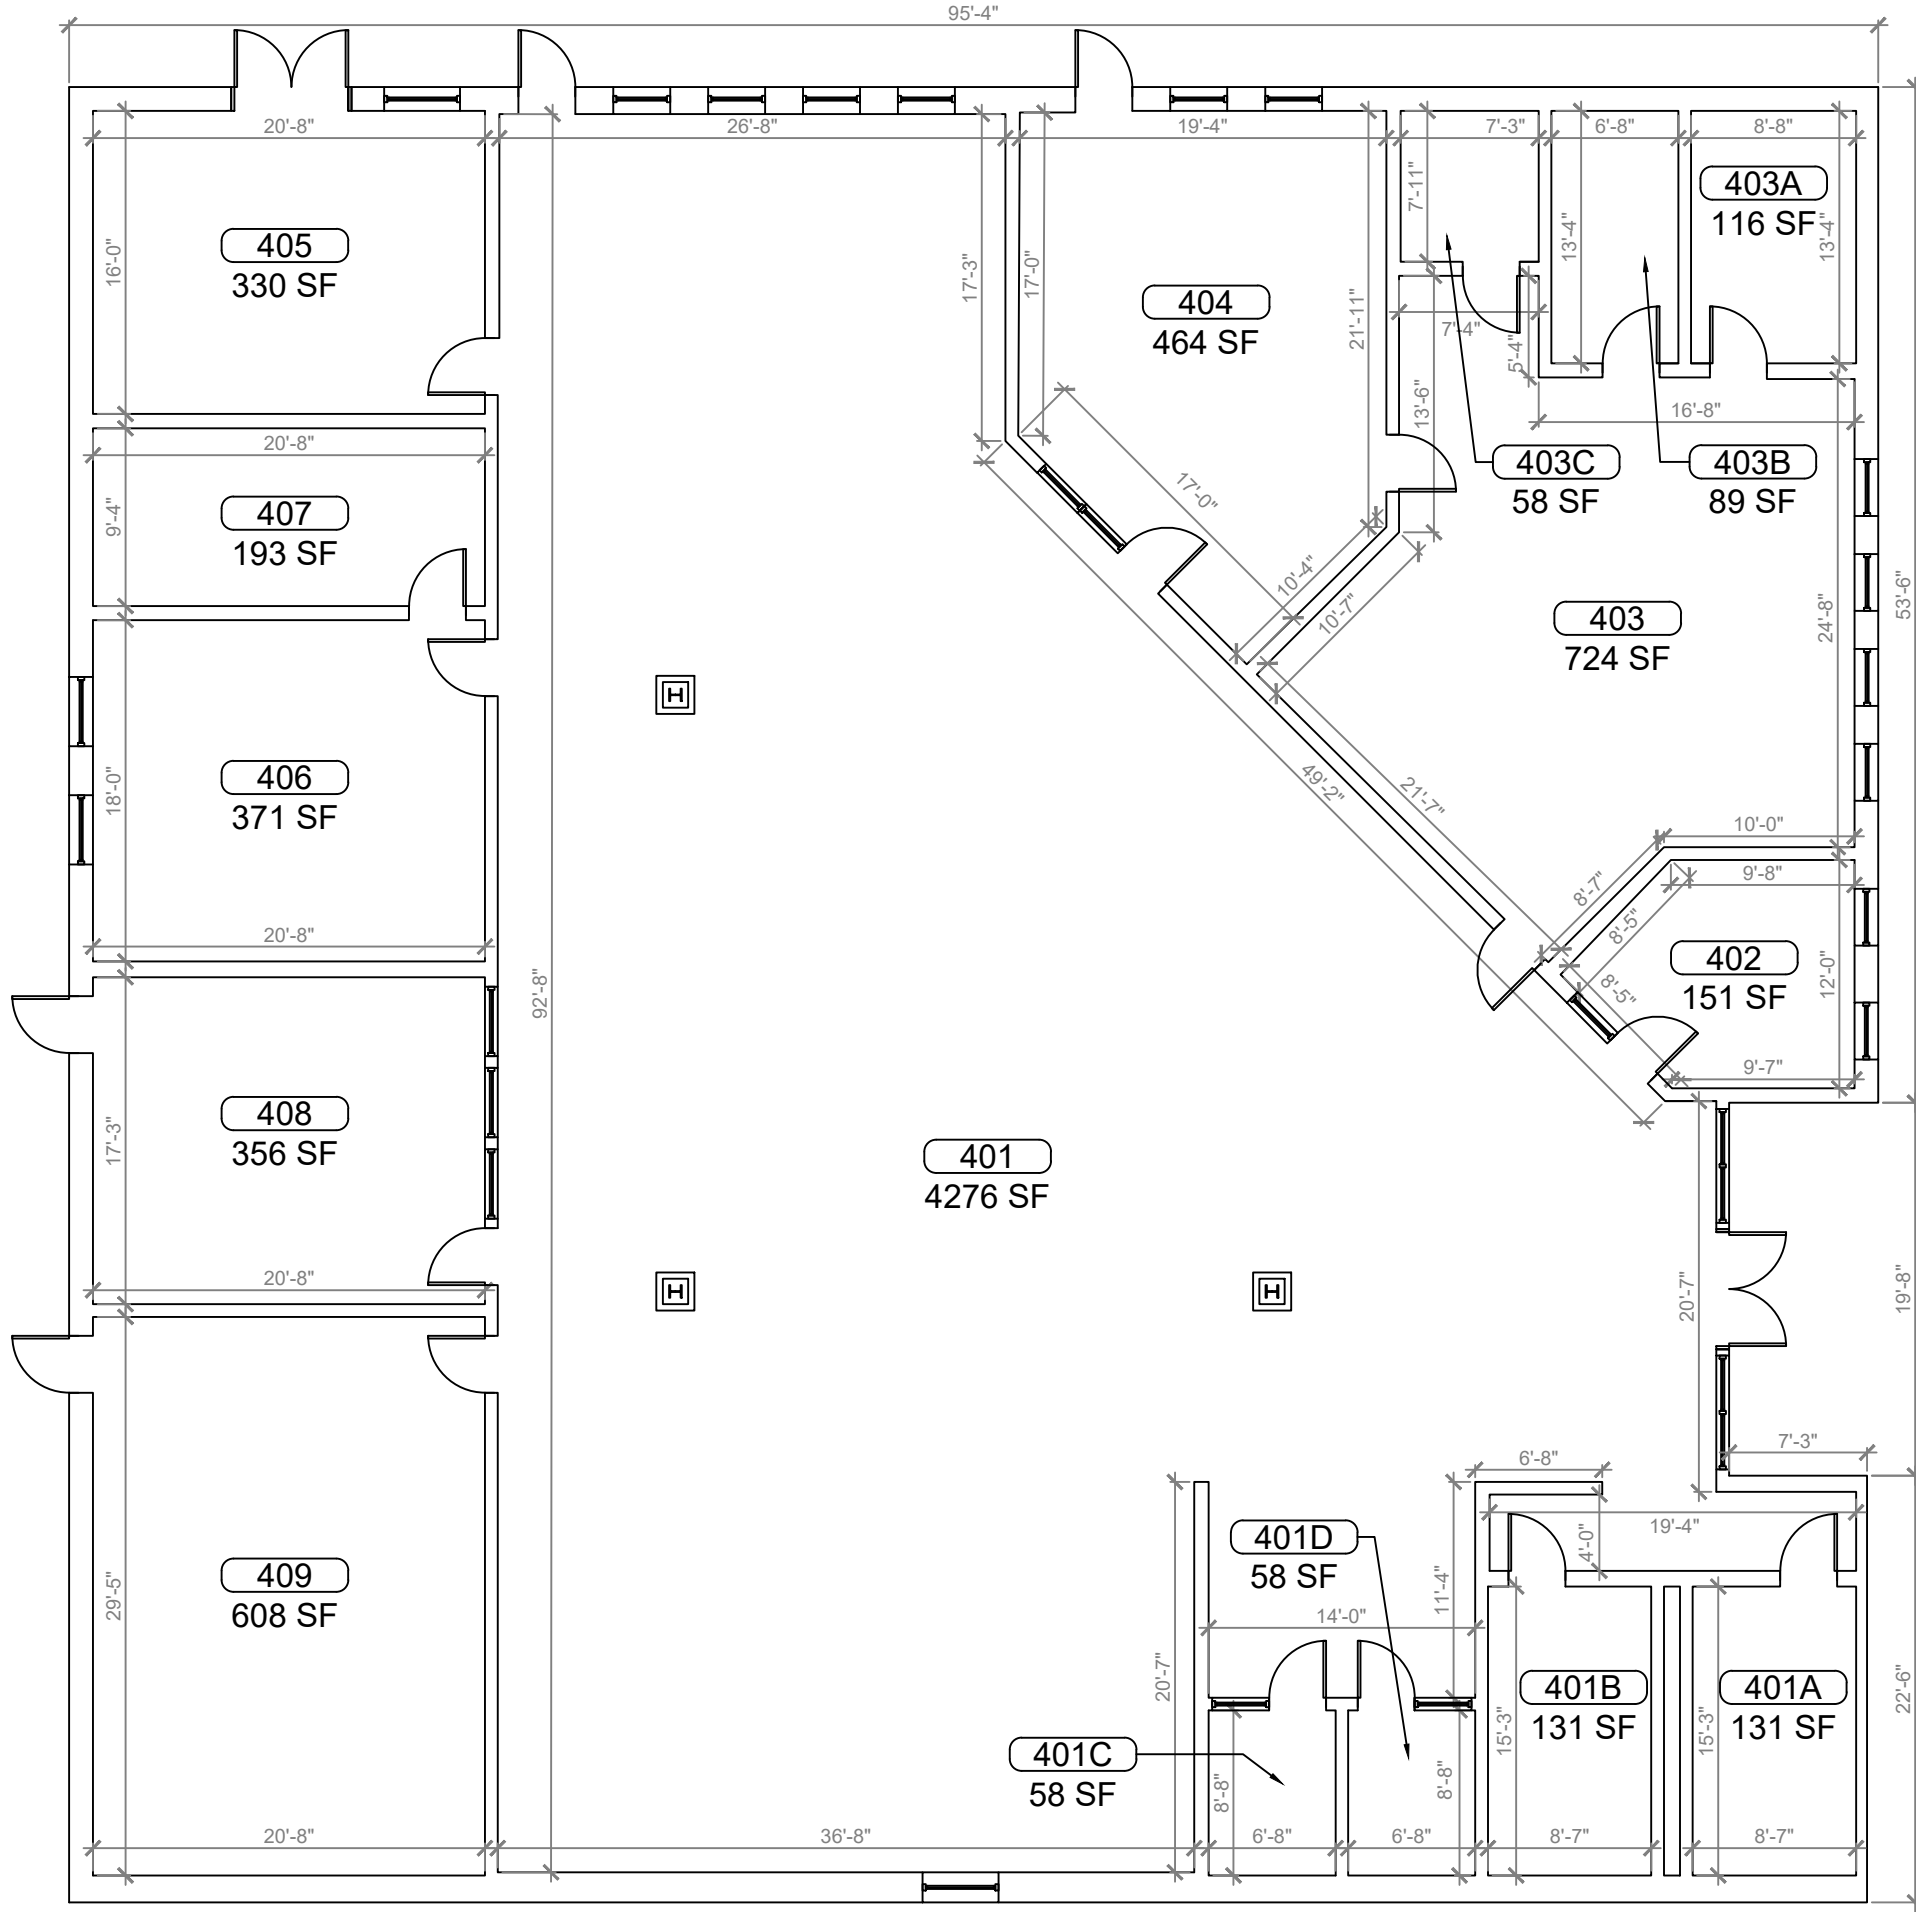 95'-4"
20'-8"
26'-8"
19'-4"
7'-3"
6'-8"
8'-8"
16'-0"
405
330 SF
17'-3"
17'-0"
404
464 SF
21'-11"
7'-11"
13'-4"
403A
116 SF
13'-4"
7'-4"
5'-4"
13'-6"
16'-8"
20'-8"
9'-4"
407
193 SF
17'-0"
10'-4"
10'-7"
403C
58 SF
403B
89 SF
403
724 SF
24'-8"
53'-6"
H
18'-0"
406
371 SF
20'-8"
49'-2"
21'-7"
10'-0"
8'-7"
9'-8"
8'-5"
402
151 SF
12'-0"
8'-5"
9'-7"
92'-8"
17'-3"
408
356 SF
20'-8"
401
4276 SF
H
H
20'-7"
19'-8"
7'-3"
6'-8"
19'-4"
4'-0"
29'-5"
409
608 SF
401D
58 SF
11'-4"
14'-0"
20'-7"
401B
131 SF
401A
131 SF
15'-3"
15'-3"
22'-6"
401C
58 SF
8'-8"
8'-8"
20'-8"
36'-8"
6'-8"
6'-8"
8'-7"
8'-7"